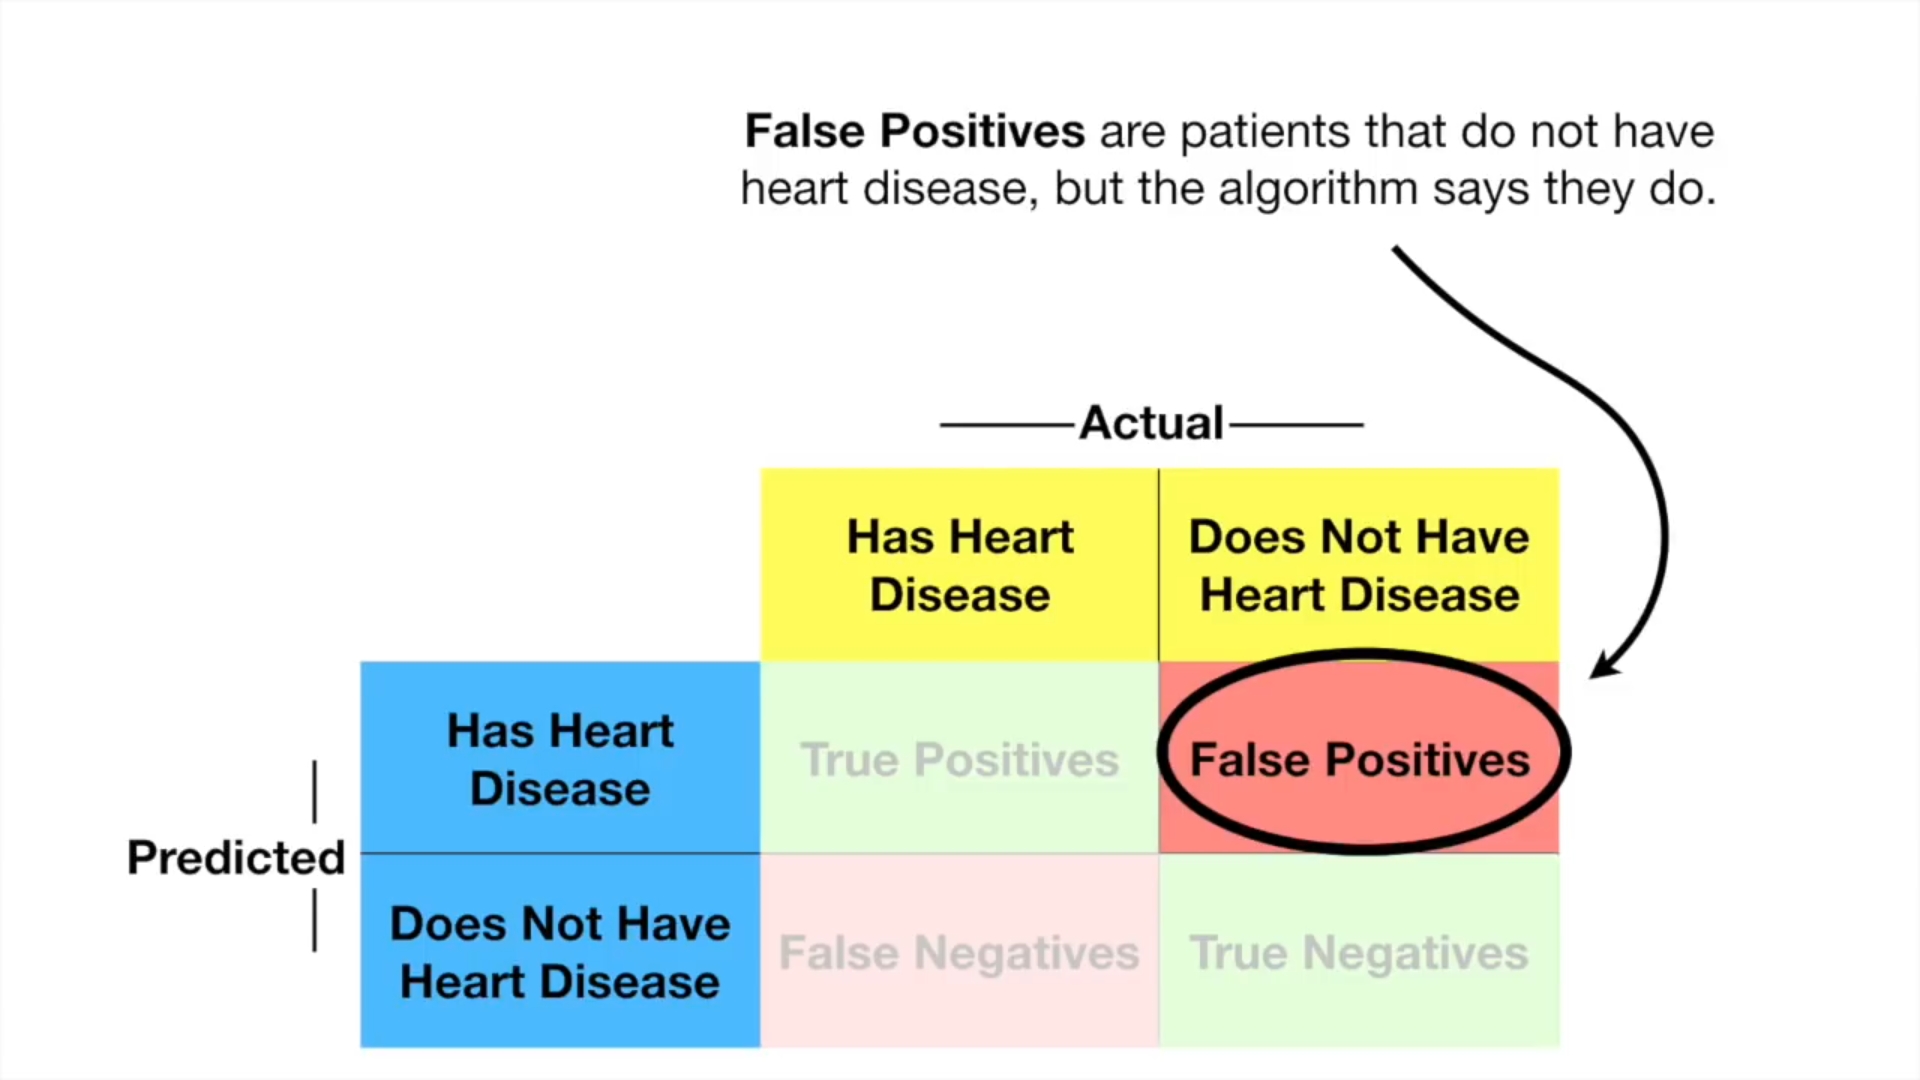 False Positives are patients that do not have
heart disease, but the algorithm says they do.
Actual
Has Heart
Disease
Does Not Have
Heart Disease
Has Heart
Disease
True Positives
False Positives
Predicted
Does Not Have
Heart Disease
False Negatives
True Negatives